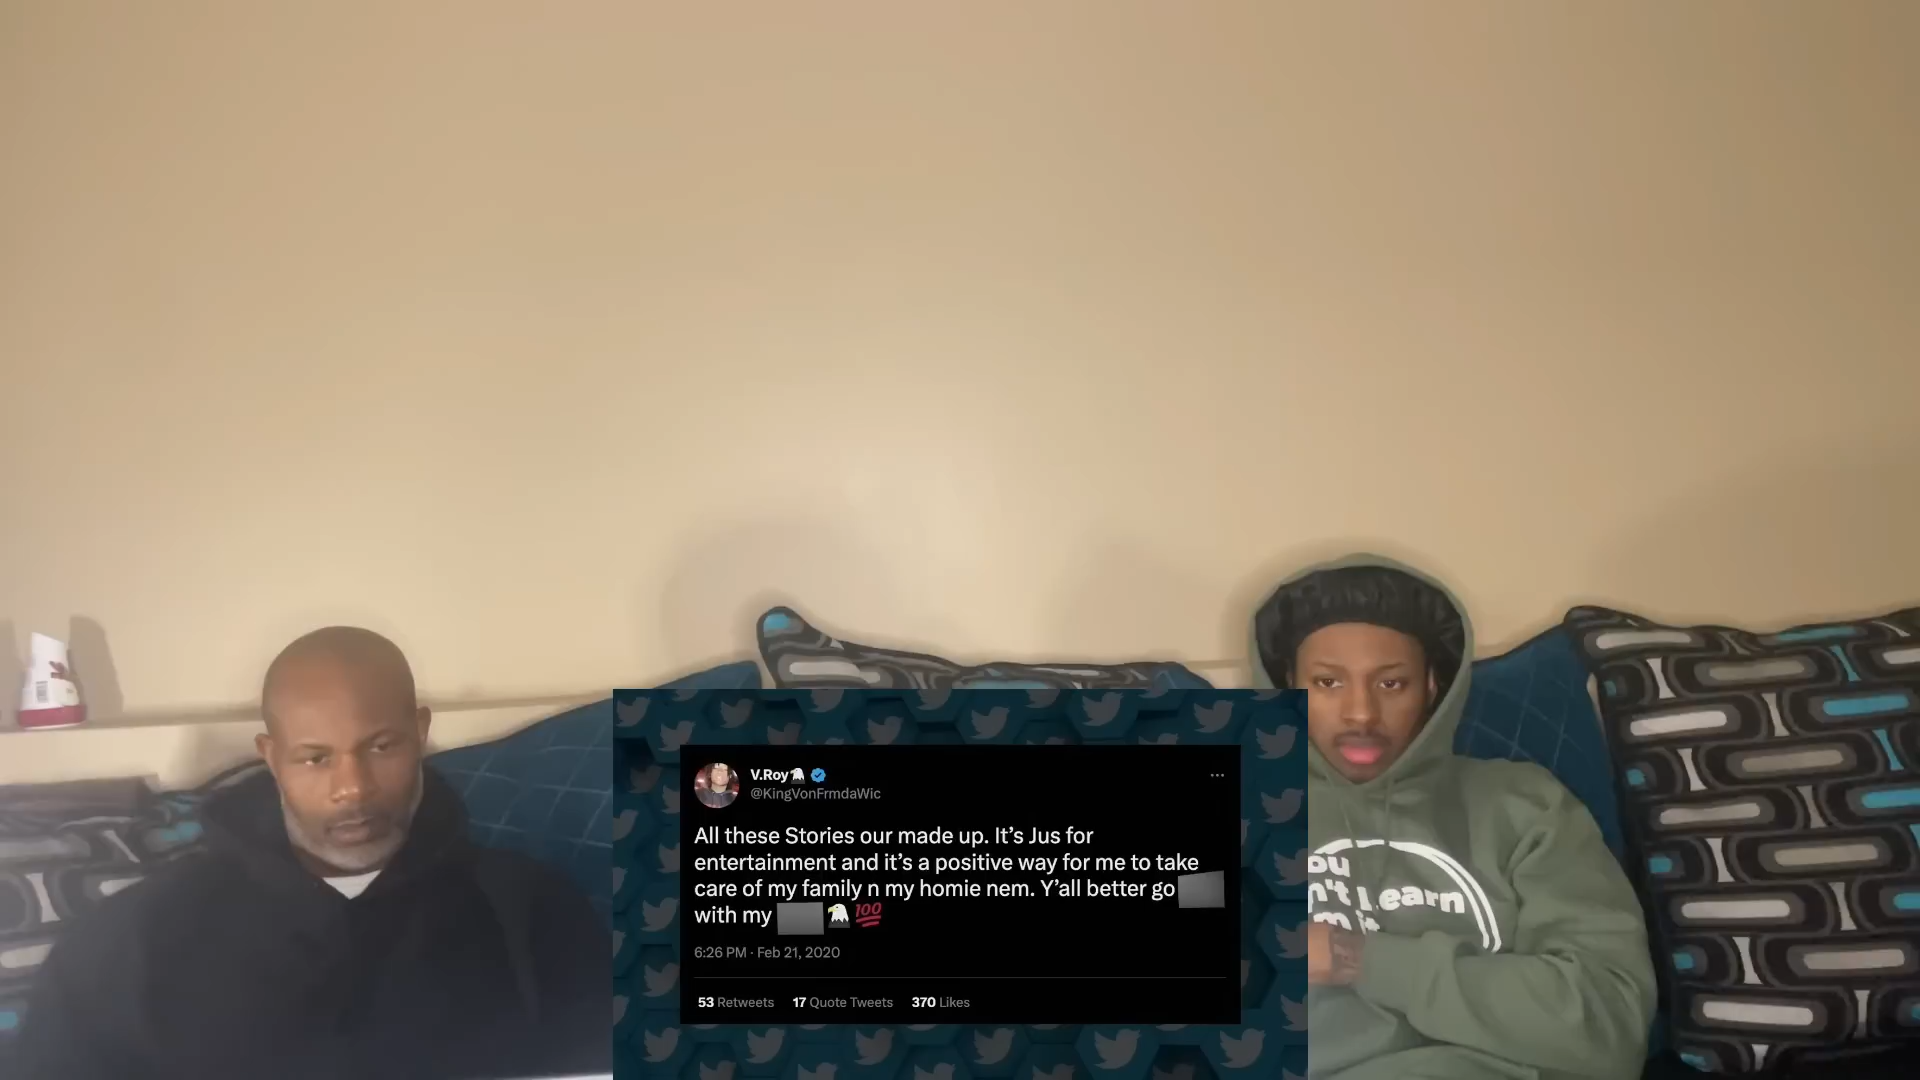 V.Roy
@KingVonFrmdaWic
All these Stories our made up. It’s Jus for
entertainment and it’s a positive way for me to take
care of my family n my homie nem. Y’all better go
with my 🦅💯
6:26 PM · Feb 21, 2020
53 Retweets 17 Quote Tweets 370 Likes
ou
n't Learn